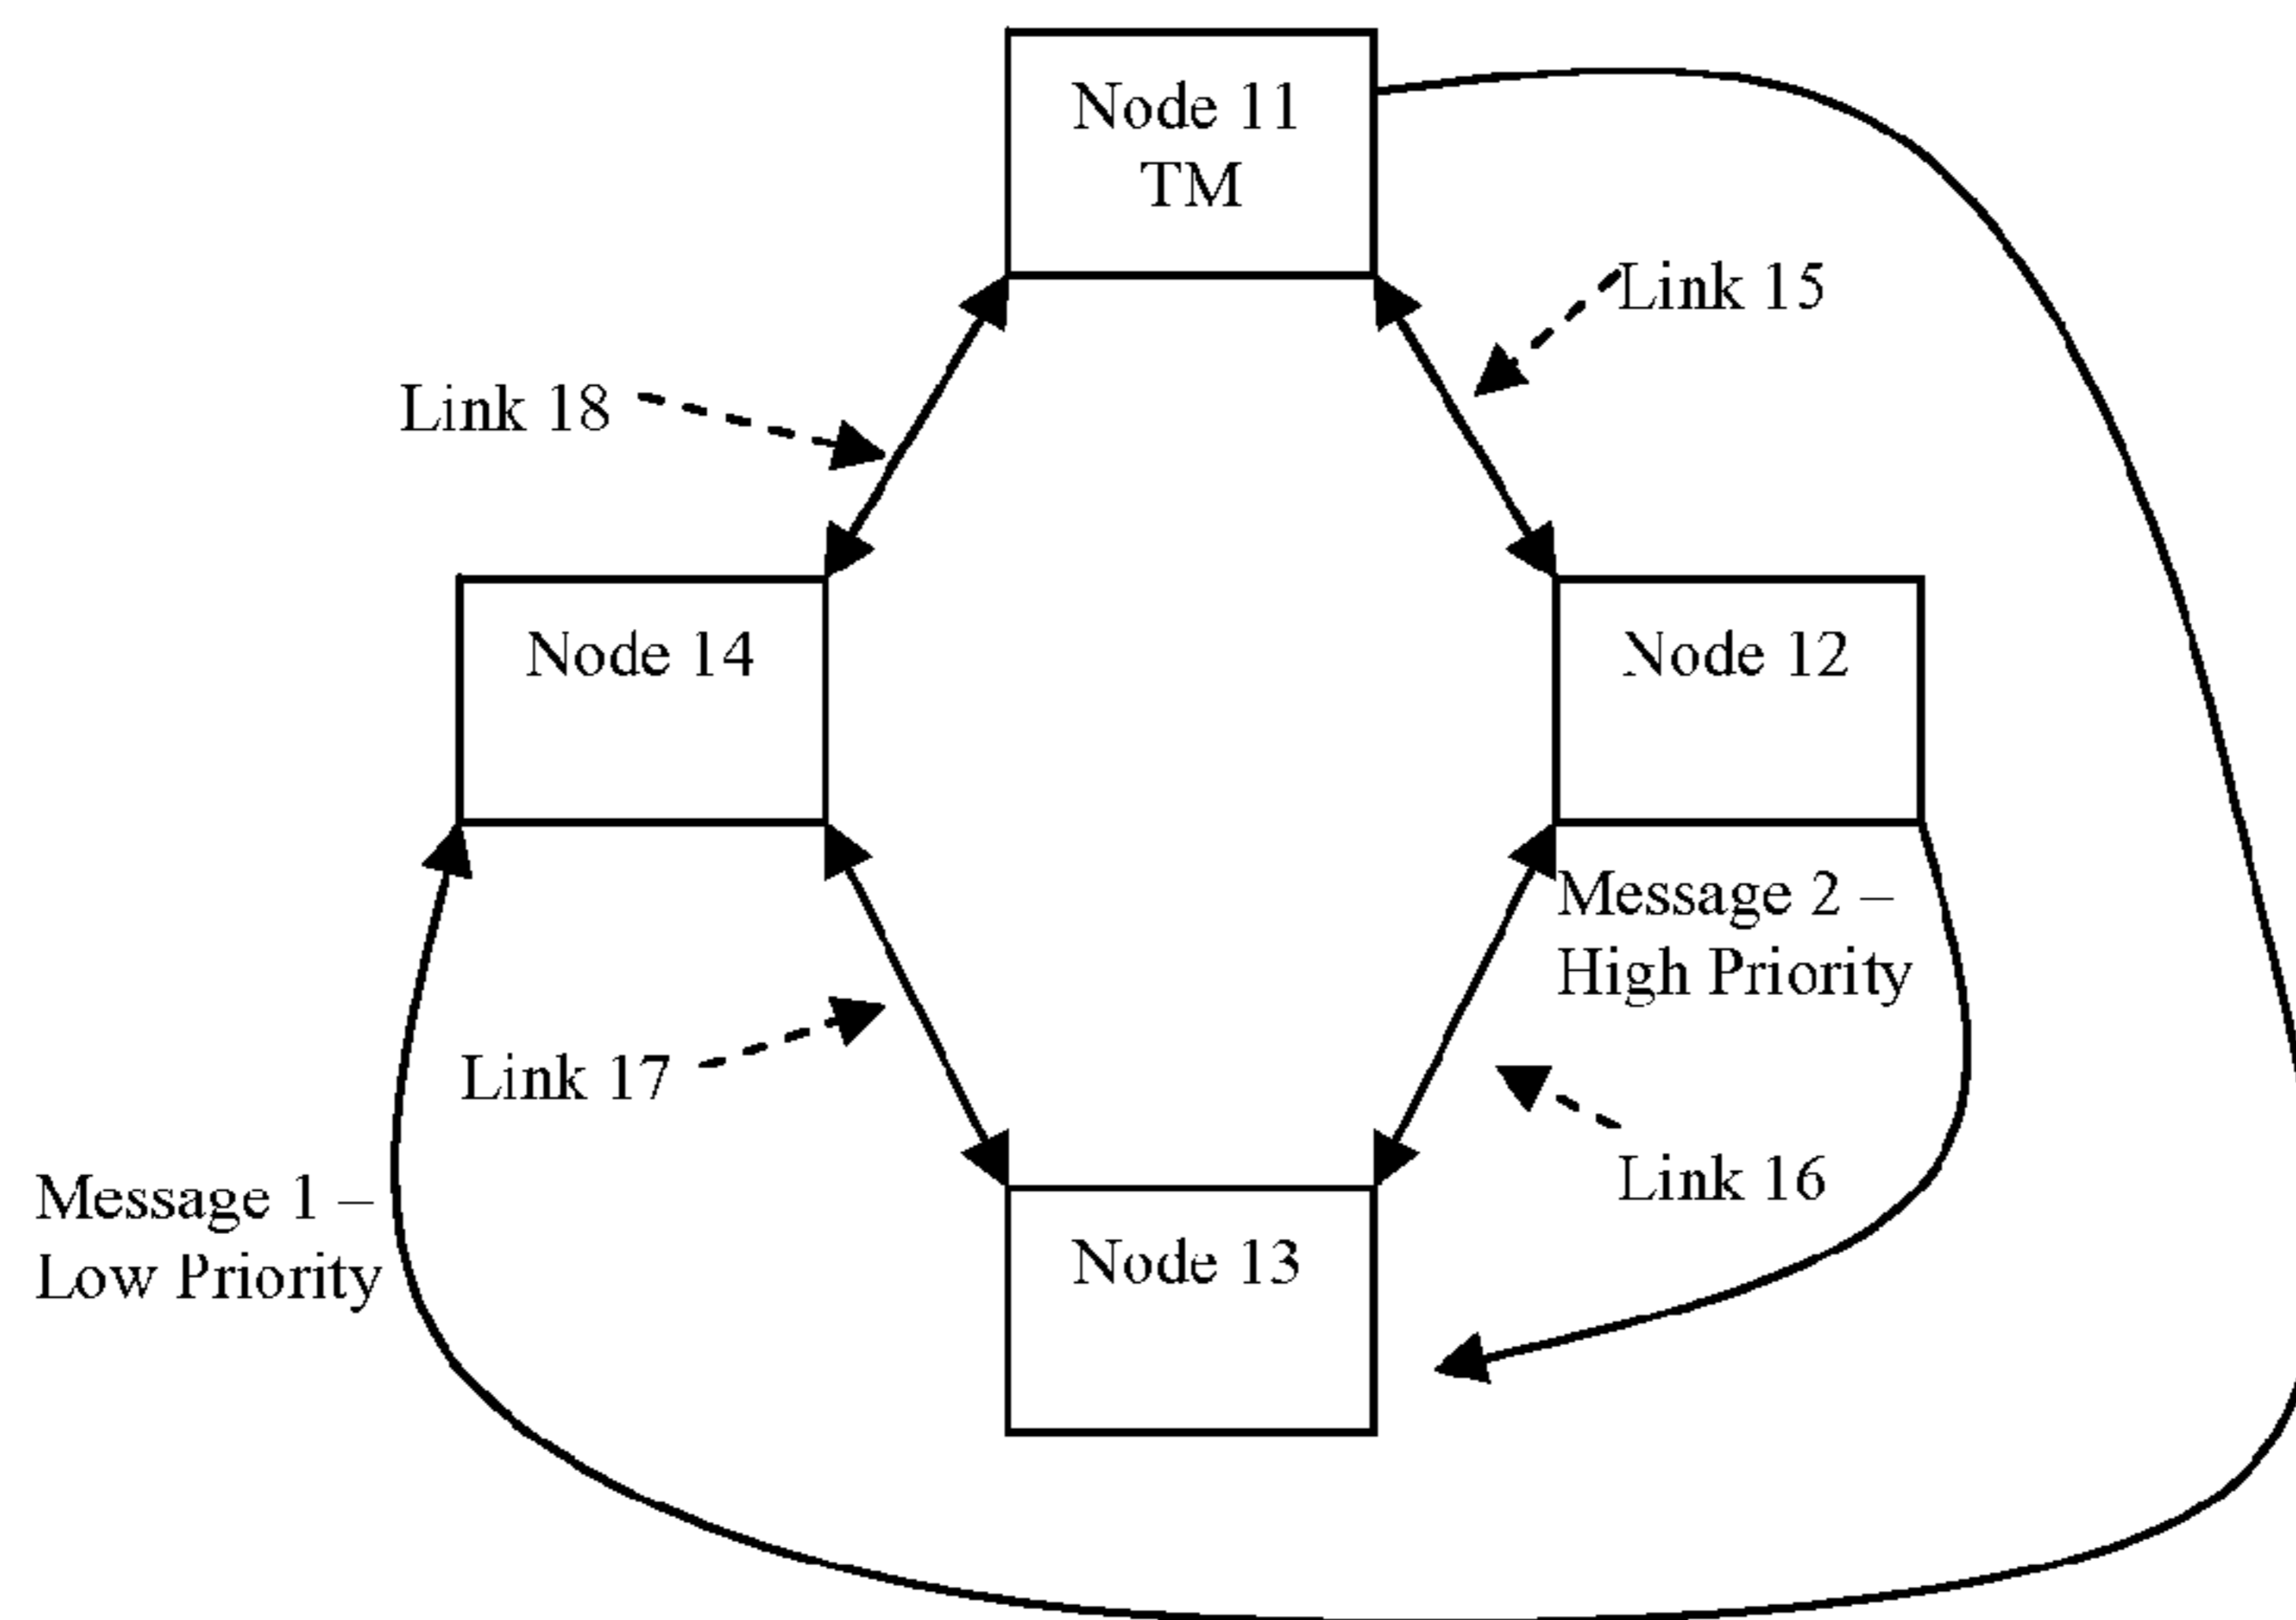 Node 11
TM
Link 15
Link 18
Node 14
Node 12
Message 2 –
High Priority
Link 17
Link 16
Message 1 –
Low Priority
Node 13